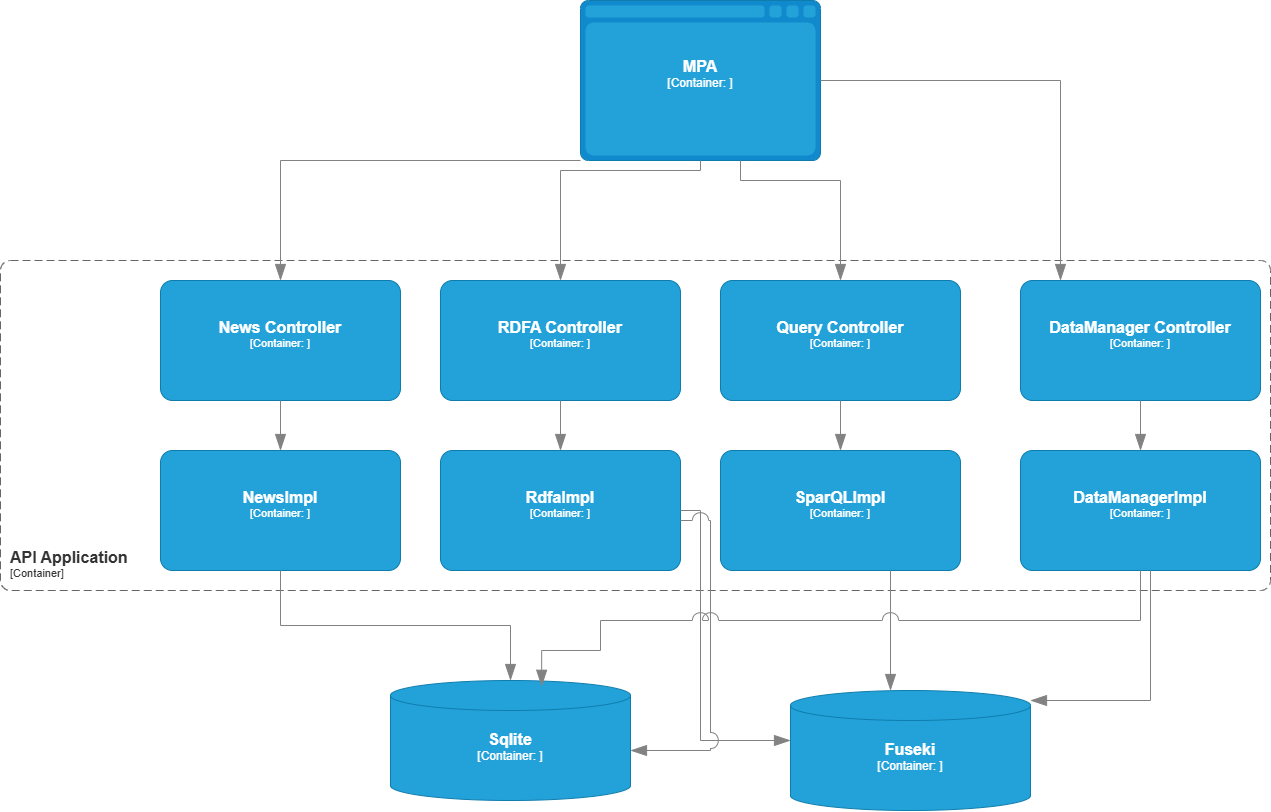 MPA
[Container: ]
News Controller
[Container: ]
RDFA Controller
[Container: ]
Query Controller
[Container: ]
DataManager Controller
[Container: ]
NewsImpl
[Container: ]
RdfaImpl
[Container: ]
SparQLImpl
[Container: ]
DataManagerImpl
[Container: ]
API Application
[Container]
Sqlite
[Container: ]
Fuseki
[Container: ]